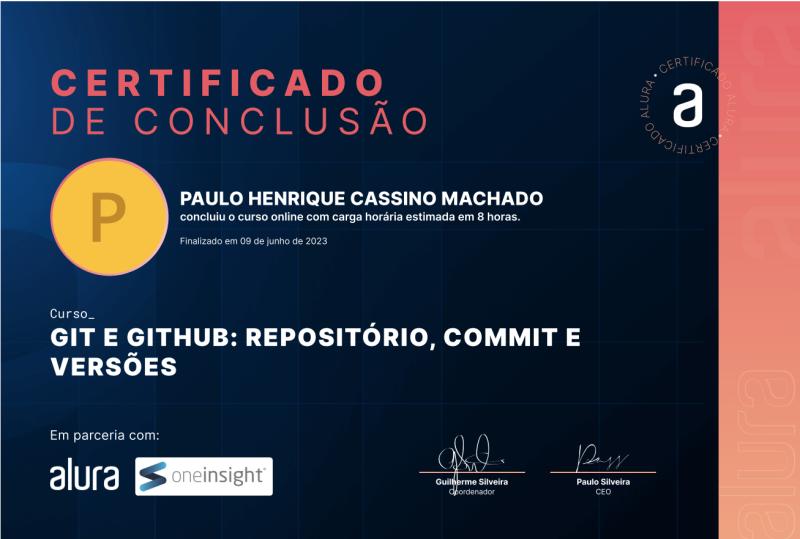 CERTIFICADO
DE CONCLUSÃO
CERTIFICADO ALURA • CERTIFICADO ALURA •
a
P
PAULO HENRIQUE CASSINO MACHADO
concluiu o curso online com carga horária estimada em 8 horas.
Finalizado em 09 de junho de 2023
Curso_
GIT E GITHUB: REPOSITÓRIO, COMMIT E
VERSÕES
Em parceria com:
alura
oneinsight
Guilherme Silveira
Coordenador
Paulo Silveira
CEO
alura
alura